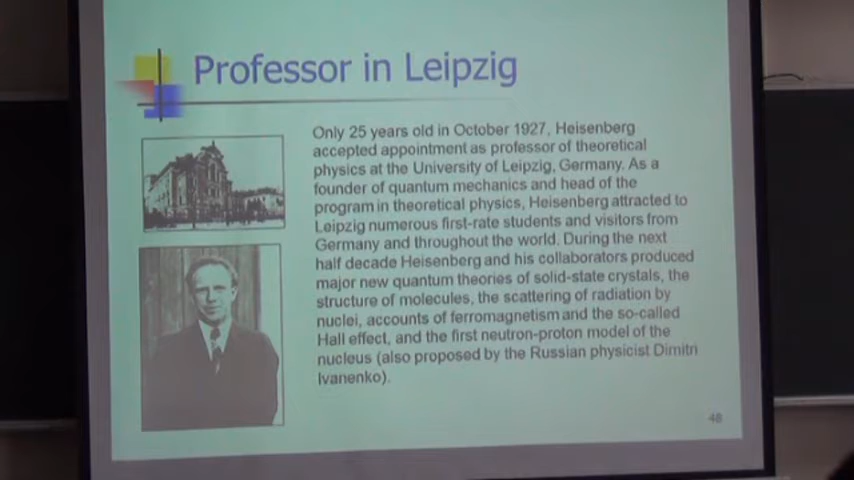 Professor in Leipzig
Only 25 years old in October 1927, Heisenberg
accepted appointment as professor of theoretical
physics at the University of Leipzig, Germany. As a
founder of quantum mechanics and head of the
program in theoretical physics, Heisenberg attracted to
Leipzig numerous first-rate students and visitors from
Germany and throughout the world. During the next
half decade Heisenberg and his collaborators produced
major new quantum theories of solid-state crystals, the
structure of molecules, the scattering of radiation by
nuclei, accounts of ferromagnetism and the so-called
Hall effect, and the first neutron-proton model of the
nucleus (also proposed by the Russian physicist Dimitri
Ivanenko).
48